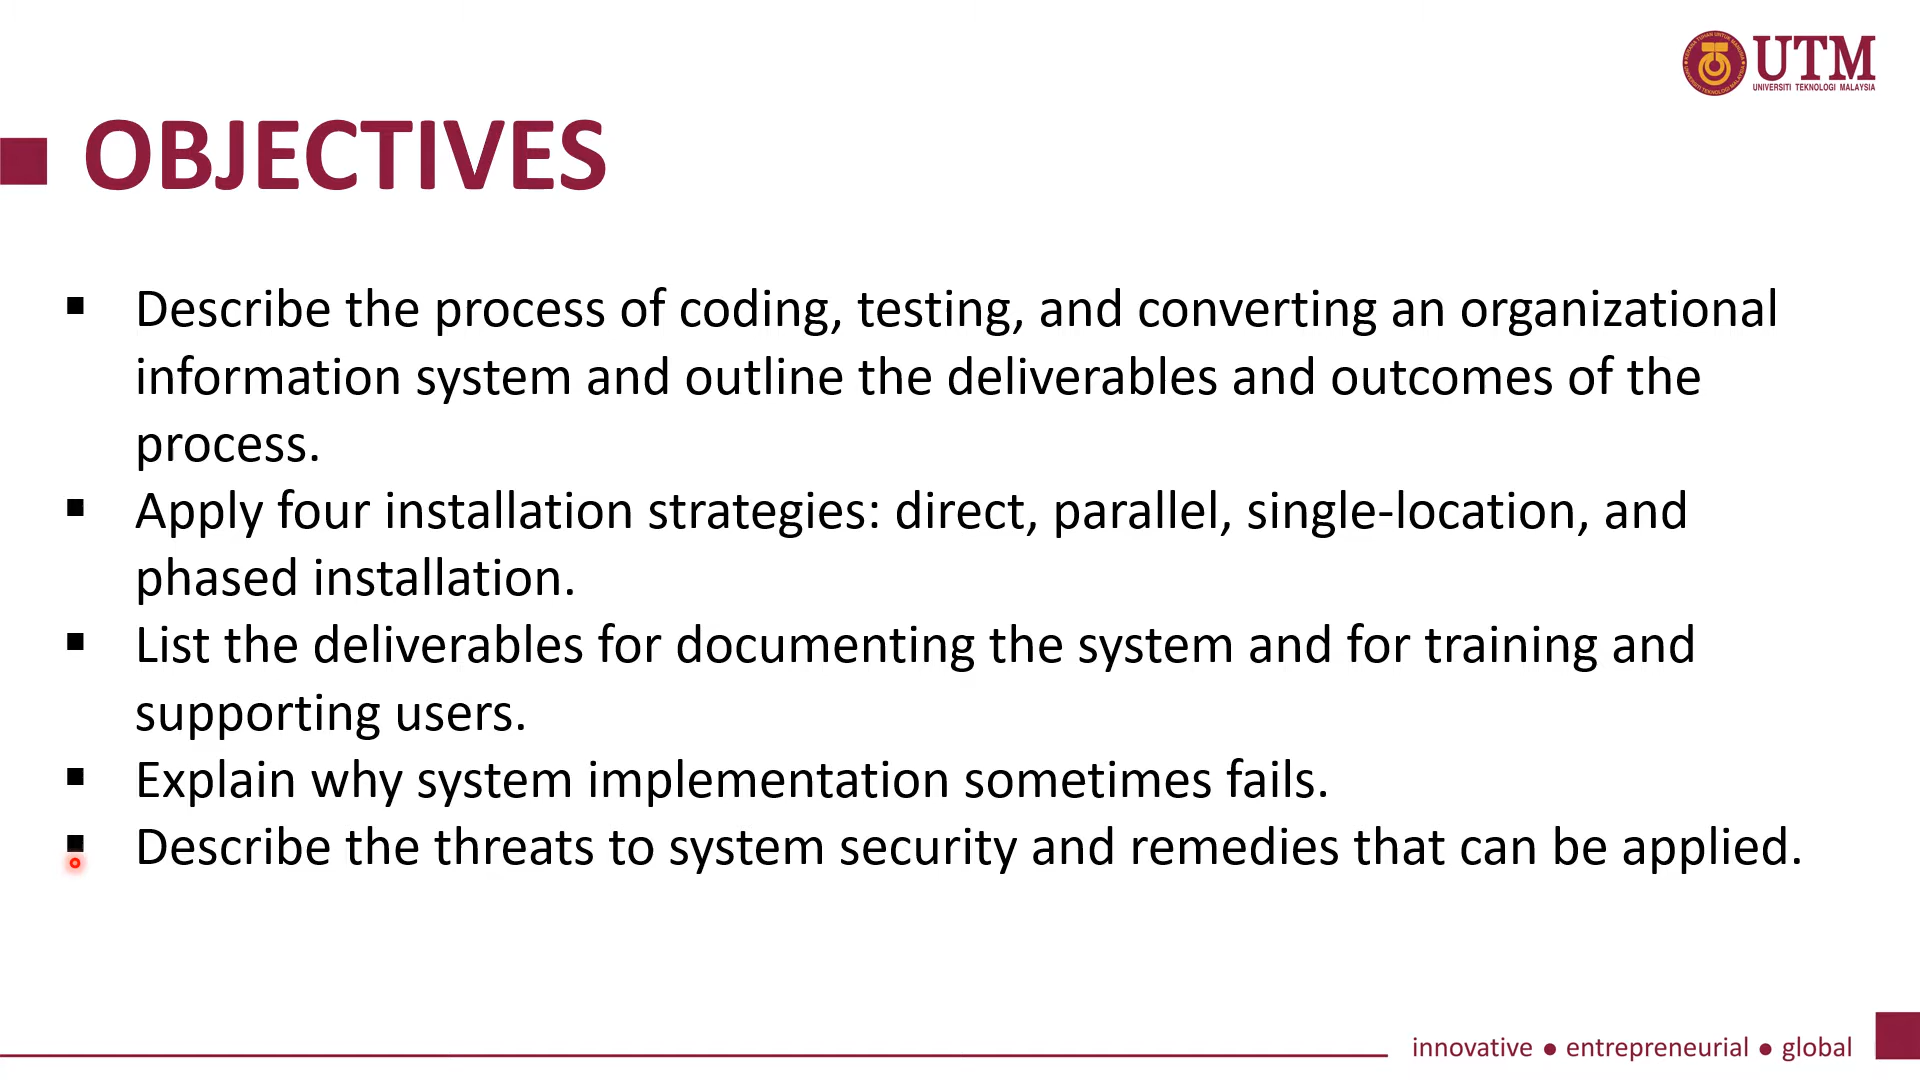 UTM
UNIVERSITI TEKNOLOGI MALAYSIA
OBJECTIVES
Describe the process of coding, testing, and converting an organizational
information system and outline the deliverables and outcomes of the
process.
Apply four installation strategies: direct, parallel, single-location, and
phased installation.
List the deliverables for documenting the system and for training and
supporting users.
Explain why system implementation sometimes fails.
Describe the threats to system security and remedies that can be applied.
innovative ● entrepreneurial ● global